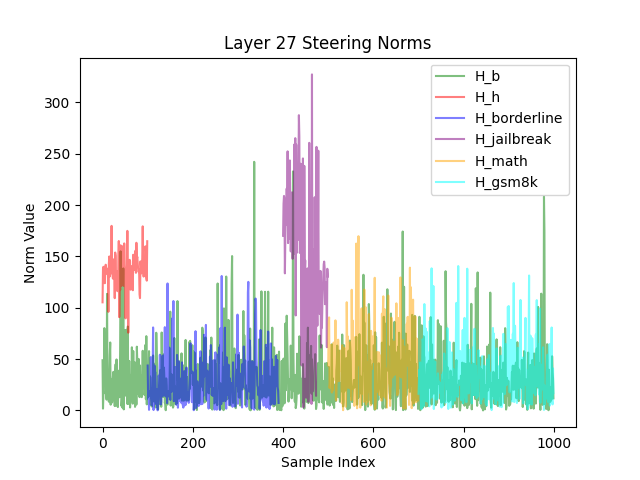 Layer 27 Steering Norms
H_b
H_h
H_borderline
H_jailbreak
H_math
H_gsm8k
Norm Value
300
250
200
150
100
50
0
0 200 400 600 800 1000
Sample Index